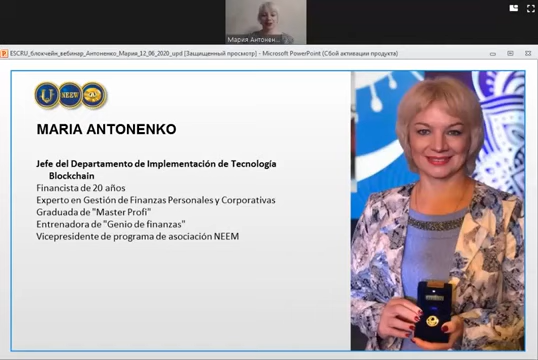 Мария Антонен...
ESCRU_блокчейн_вебинар_Антоненко_Мария_12_06_2020_upd [Защищенный просмотр] - Microsoft PowerPoint (Сбой активации продукта)
NEEW
MARIA ANTONENKO
Jefe del Departamento de Implementación de Tecnología
Blockchain
Financista de 20 años
Experto en Gestión de Finanzas Personales y Corporativas
Graduada de "Master Profi"
Entrenadora de "Genio de finanzas"
Vicepresidente de programa de asociación NEEM